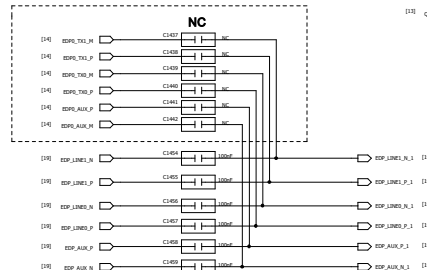 NC
[13]
[14] EDP0_TX1_M C1437 NC
[14] EDP0_TX1_P C1438 NC
[14] EDP0_TX0_M C1439 NC
[14] EDP0_TX0_P C1440 NC
[14] EDP0_AUX_P C1441 NC
[14] EDP0_AUX_M C1442 NC
[19] EDP_LINE1_N C1454 100nF EDP_LINE1_N_1
[19] EDP_LINE1_P C1455 100nF EDP_LINE1_P_1
[19] EDP_LINE0_N C1456 100nF EDP_LINE0_N_1
[19] EDP_LINE0_P C1457 100nF EDP_LINE0_P_1
[19] EDP_AUX_P C1458 100nF EDP_AUX_P_1
[19] EDP_AUX_N C1459 100nF EDP_AUX_N_1